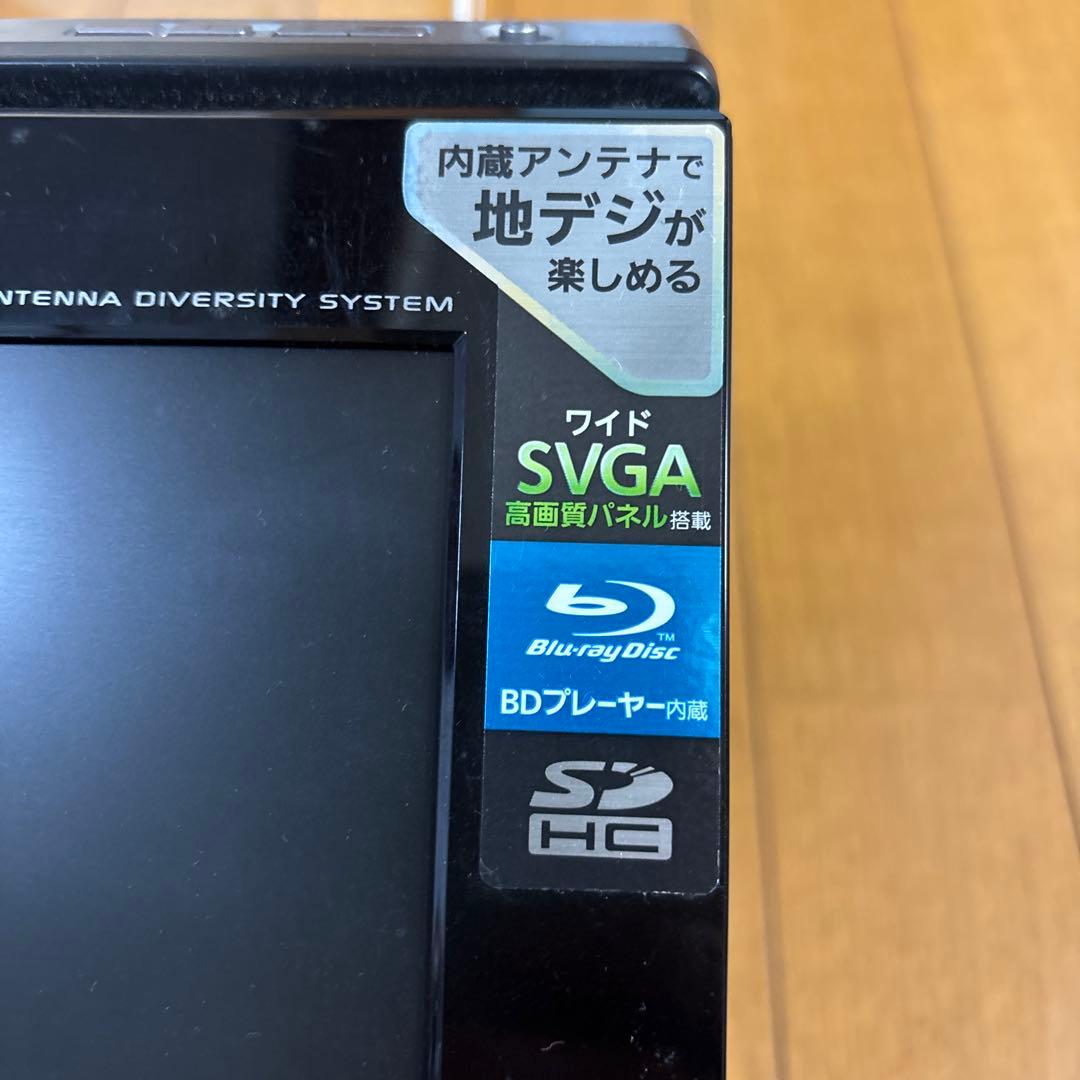 内蔵アンテナで
地デジが
楽しめる
NTENNA DIVERSITY SYSTEM
ワイド
SVGA
高画質パネル搭載
Blu-ray Disc™
BDプレーヤー内蔵
SD
HC